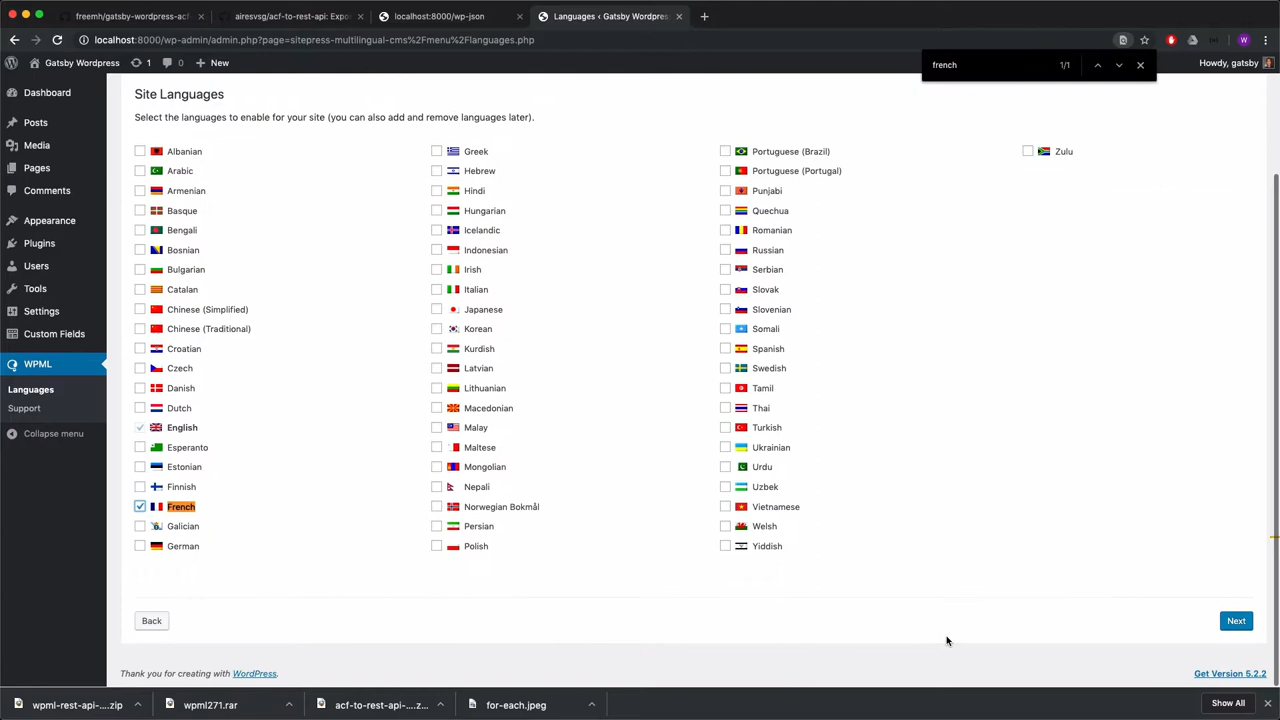 freemh/gatsby-wordpress-acf-
airesvsg/acf-to-rest-api: Expo
localhost:8000/wp-json
Languages ‹ Gatsby Wordpress
localhost:8000/wp-admin/admin.php?page=sitepress-multilingual-cms%2Fmenu%2Flanguages.php
W
Gatsby Wordpress
1
0
New
french
1/1
Howdy, gatsby
Dashboard
Posts
Media
Pages
Comments
Appearance
Plugins
Users
Tools
Settings
Custom Fields
WPML
Languages
Support
Collapse menu
Site Languages
Select the languages to enable for your site (you can also add and remove languages later).
Albanian
Arabic
Armenian
Basque
Bengali
Bosnian
Bulgarian
Catalan
Chinese (Simplified)
Chinese (Traditional)
Croatian
Czech
Danish
Dutch
English
Esperanto
Estonian
Finnish
French
Galician
German
Greek
Hebrew
Hindi
Hungarian
Icelandic
Indonesian
Irish
Italian
Japanese
Korean
Kurdish
Latvian
Lithuanian
Macedonian
Malay
Maltese
Mongolian
Nepali
Norwegian Bokmål
Persian
Polish
Portuguese (Brazil)
Portuguese (Portugal)
Punjabi
Quechua
Romanian
Russian
Serbian
Slovak
Slovenian
Somali
Spanish
Swedish
Tamil
Thai
Turkish
Ukrainian
Urdu
Uzbek
Vietnamese
Welsh
Yiddish
Zulu
Back
Next
Thank you for creating with WordPress.
Get Version 5.2.2
wpml-rest-api-....zip
wpml271.rar
acf-to-rest-api-....z...
for-each.jpeg
Show All